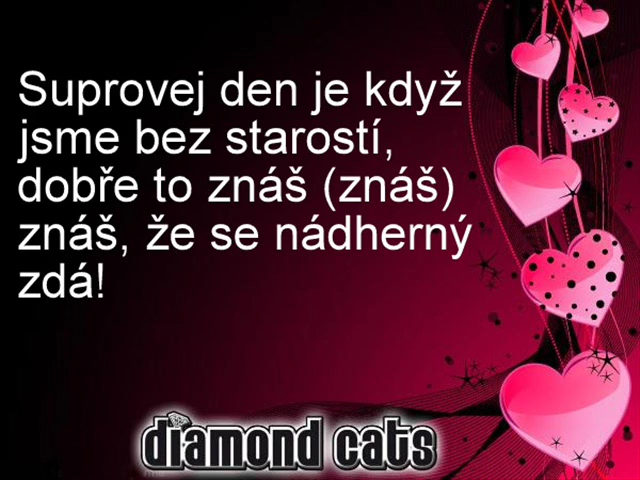 Suprovej den je když
jsme bez starostí,
dobře to znáš (znáš)
znáš, že se nádherný
zdá!
diamond cats